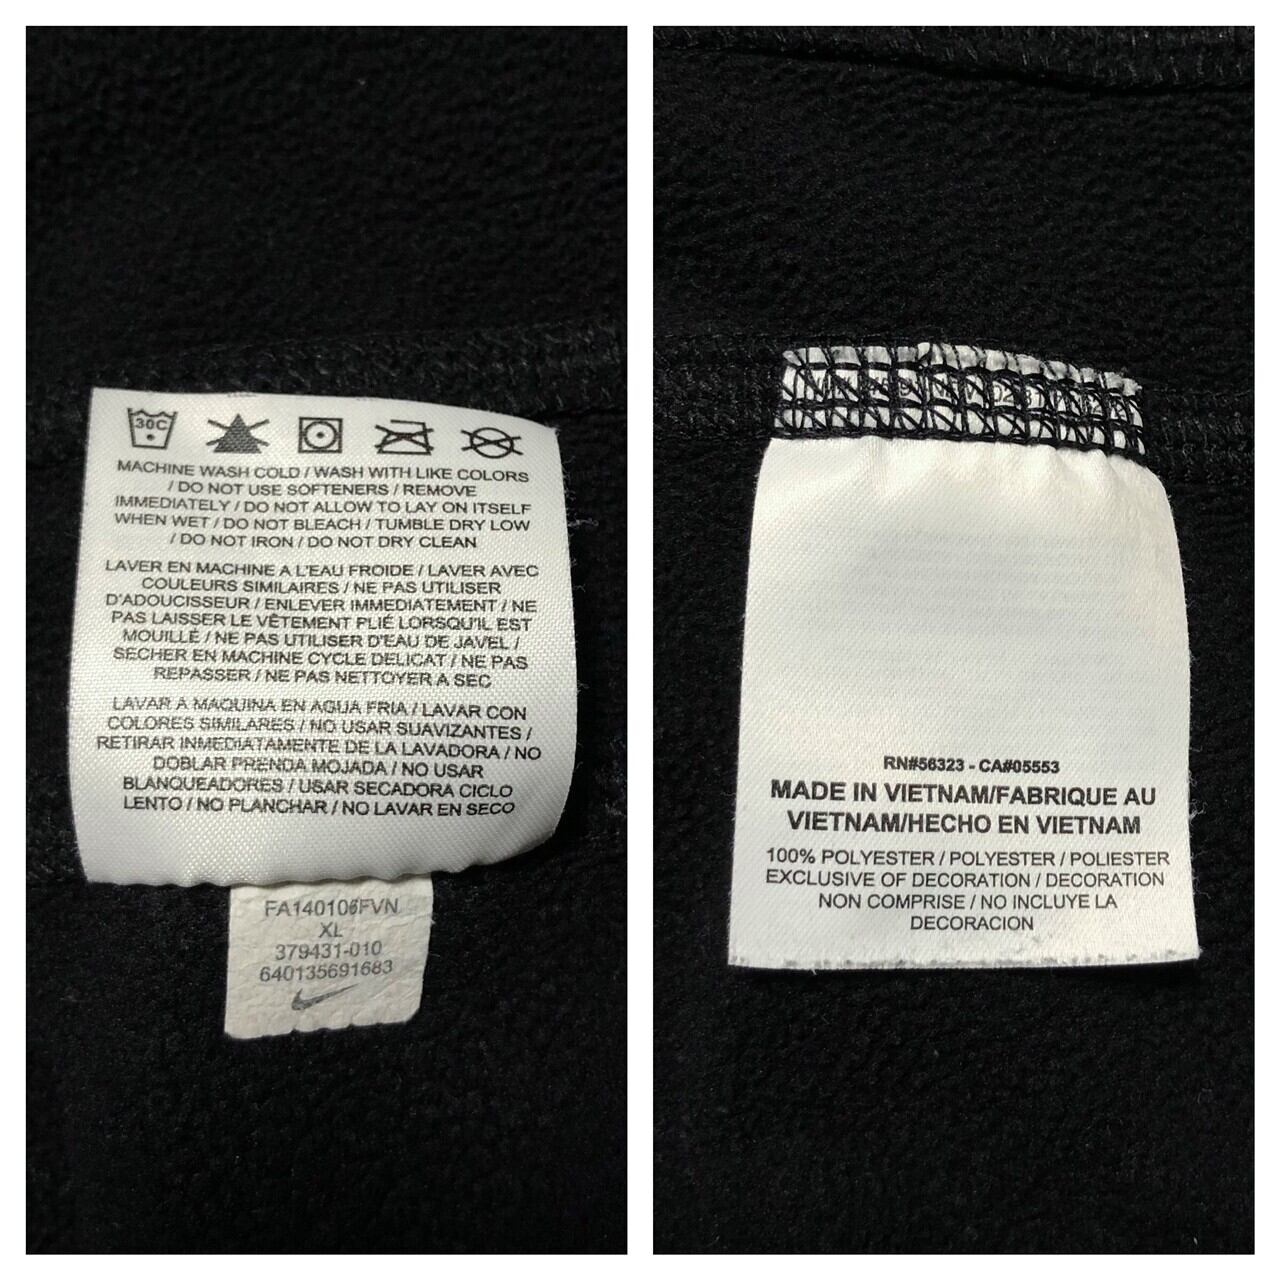 30C
MACHINE WASH COLD / WASH WITH LIKE COLORS
/ DO NOT USE SOFTENERS / REMOVE
IMMEDIATELY / DO NOT ALLOW TO LAY ON ITSELF
WHEN WET / DO NOT BLEACH / TUMBLE DRY LOW
/ DO NOT IRON / DO NOT DRY CLEAN
LAVER EN MACHINE A L'EAU FROIDE / LAVER AVEC
COULEURS SIMILAIRES / NE PAS UTILISER
D'ADOUCISSEUR / ENLEVER IMMEDIATEMENT / NE
PAS LAISSER LE VÊTEMENT PLIÉ LORSQU'IL EST
MOUILLÉ / NE PAS UTILISER D'EAU DE JAVEL /
SECHER EN MACHINE CYCLE DELICAT / NE PAS
REPASSER / NE PAS NETTOYER A SEC
LAVAR A MAQUINA EN AGUA FRIA / LAVAR CON
COLORES SIMILARES / NO USAR SUAVIZANTES /
RETIRAR INMEDIATAMENTE DE LA LAVADORA / NO
DOBLAR PRENDA MOJADA / NO USAR
BLANQUEADORES / USAR SECADORA CICLO
LENTO / NO PLANCHAR / NO LAVAR EN SECO
FA140106FVN
XL
379431-010
640135691683
RN#56323 - CA#05553
MADE IN VIETNAM/FABRIQUE AU
VIETNAM/HECHO EN VIETNAM
100% POLYESTER / POLYESTER / POLIESTER
EXCLUSIVE OF DECORATION / DECORATION
NON COMPRISE / NO INCLUYE LA
DECORACION